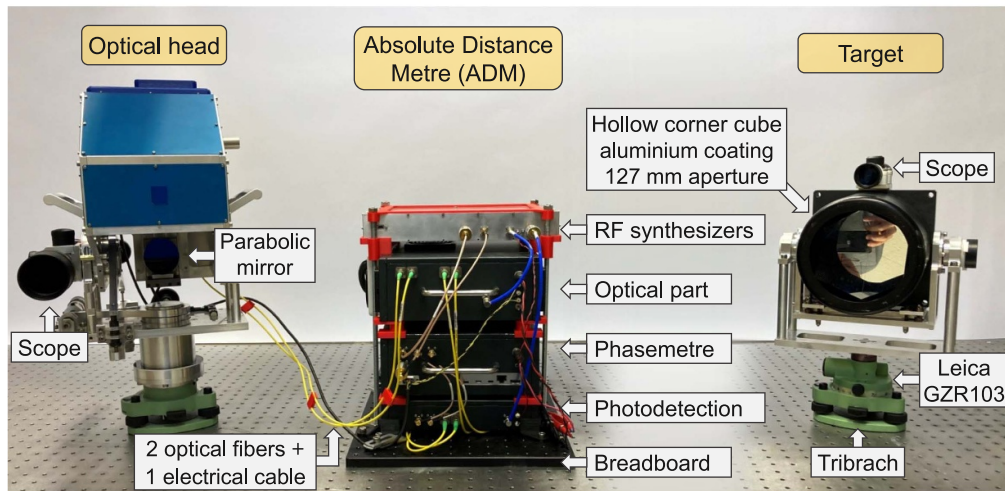 Optical head
Absolute Distance
Metre (ADM)
Target
Hollow corner cube
aluminium coating
127 mm aperture
Scope
RF synthesizers
Parabolic
mirror
Optical part
Scope
Phasemetre
Leica
GZR103
Photodetection
2 optical fibers +
1 electrical cable
Breadboard
Tribrach